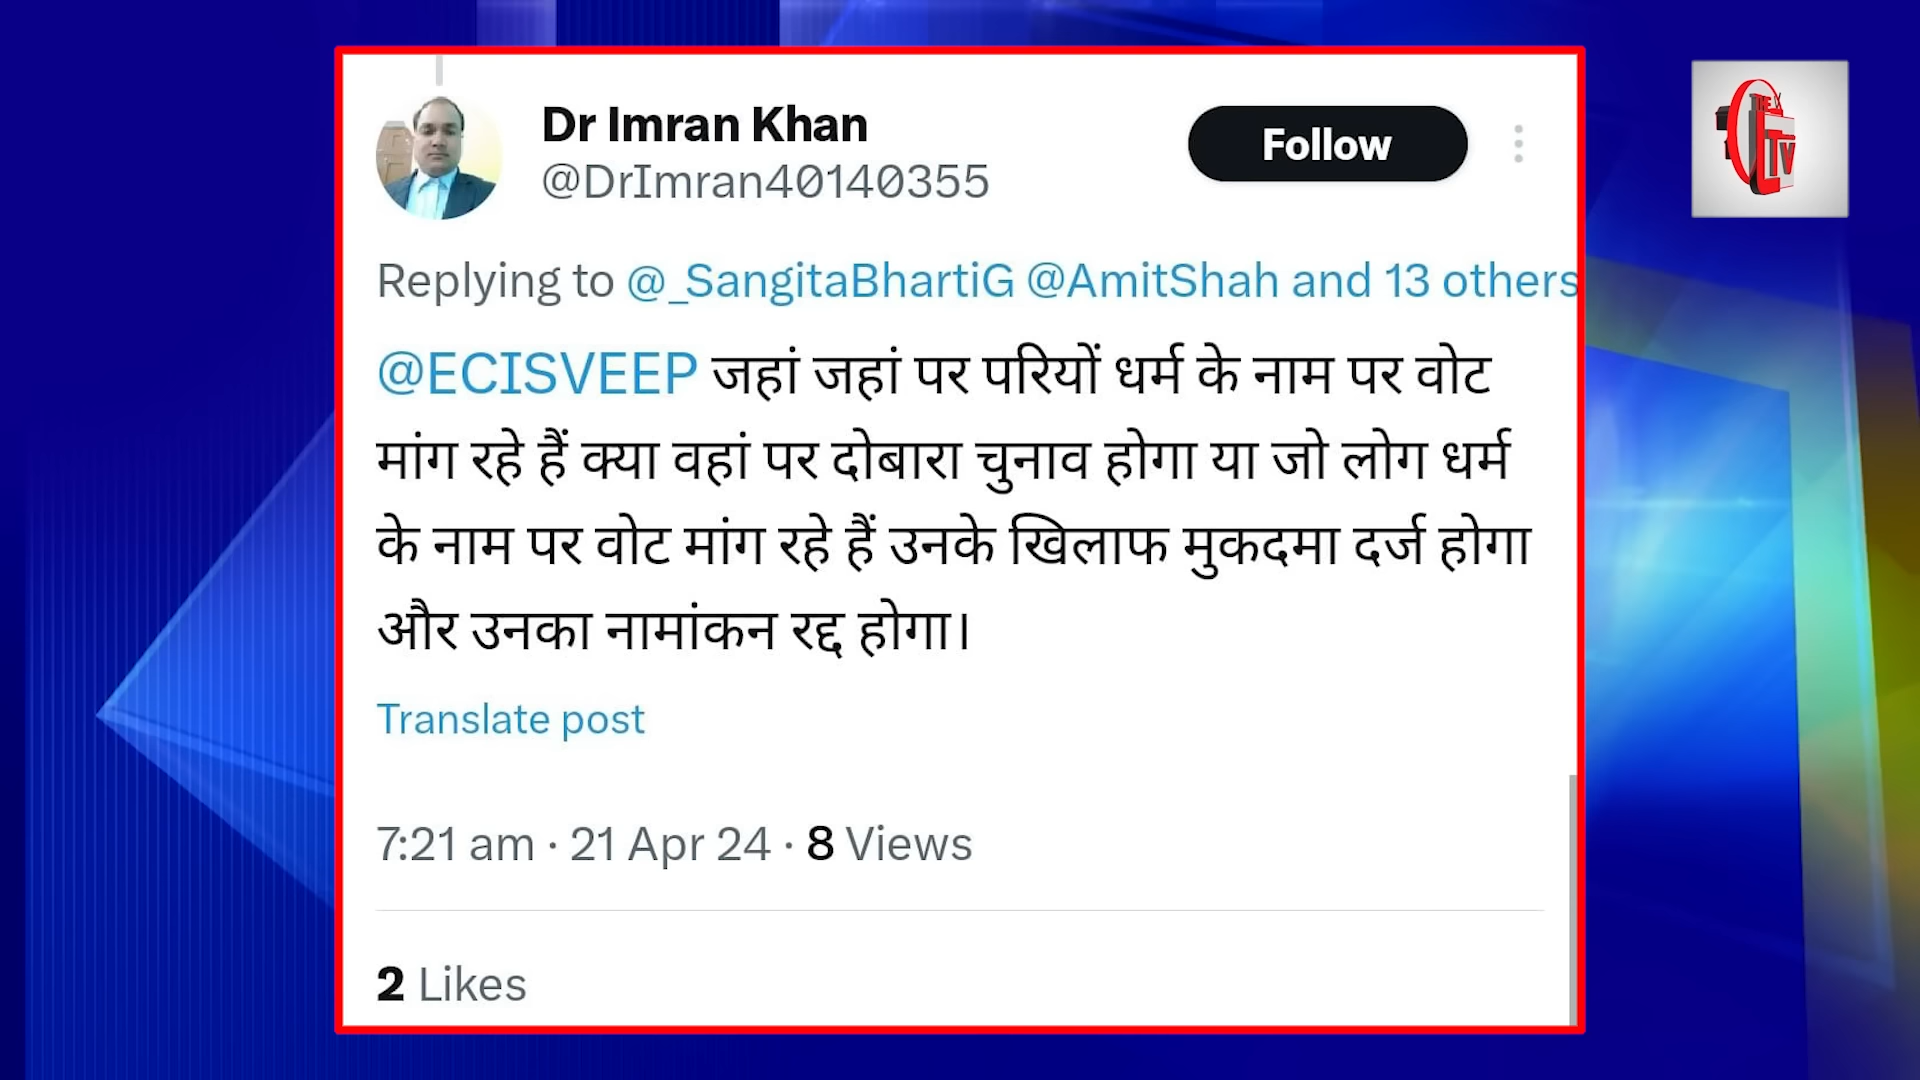 Dr Imran Khan
@DrImran40140355
Follow
Replying to @_SangitaBhartiG @AmitShah and 13 others
@ECISVEEP जहां जहां पर परियों धर्म के नाम पर वोट
मांग रहे हैं क्या वहां पर दोबारा चुनाव होगा या जो लोग धर्म
के नाम पर वोट मांग रहे हैं उनके खिलाफ मुकदमा दर्ज होगा
और उनका नामांकन रद्द होगा।
Translate post
7:21 am · 21 Apr 24 · 8 Views
2 Likes
THE
TV